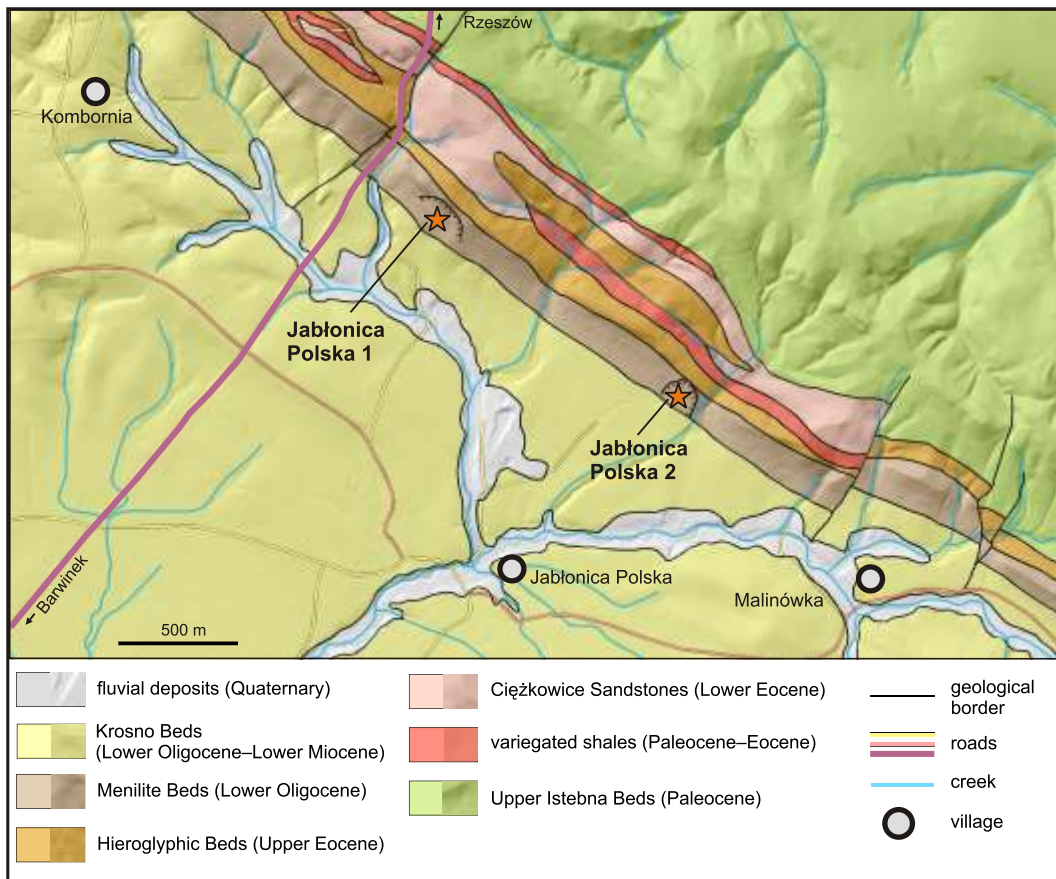 Rzeszów
Kombornia
Jabłonica
Polska 1
Jabłonica
Polska 2
Jabłonica Polska
Malinówka
Barwinek
500 m
fluvial deposits (Quaternary)
Krosno Beds
(Lower Oligocene–Lower Miocene)
Menilite Beds (Lower Oligocene)
Hieroglyphic Beds (Upper Eocene)
Ciężkowice Sandstones (Lower Eocene)
variegated shales (Paleocene–Eocene)
Upper Istebna Beds (Paleocene)
geological
border
roads
creek
village